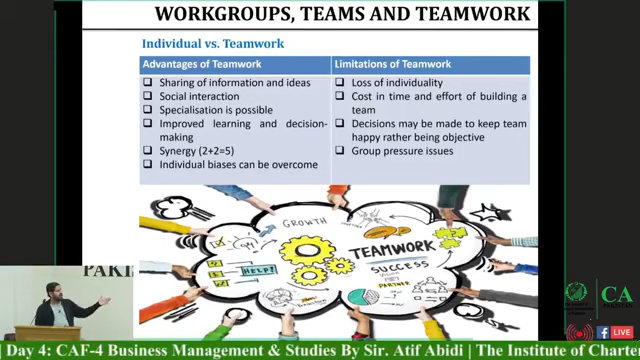 WORKGROUPS, TEAMS AND TEAMWORK
Individual vs. Teamwork
Advantages of Teamwork
❑ Sharing of information and ideas
❑ Social interaction
❑ Specialisation is possible
❑ Improved learning and decision-
making
❑ Synergy (2+2=5)
❑ Individual biases can be overcome
Limitations of Teamwork
❑ Loss of individuality
❑ Cost in time and effort of building a
team
❑ Decisions may be made to keep team
happy rather being objective
❑ Group pressure issues
GROWTH
HELP!
TEAMWORK
SUCCESS
PARTNER
PAKI
CA
PAKISTAN
LIVE
Day 4: CAF-4 Business Management & Studies By Sir. Atif Abidi | The Institute of Char